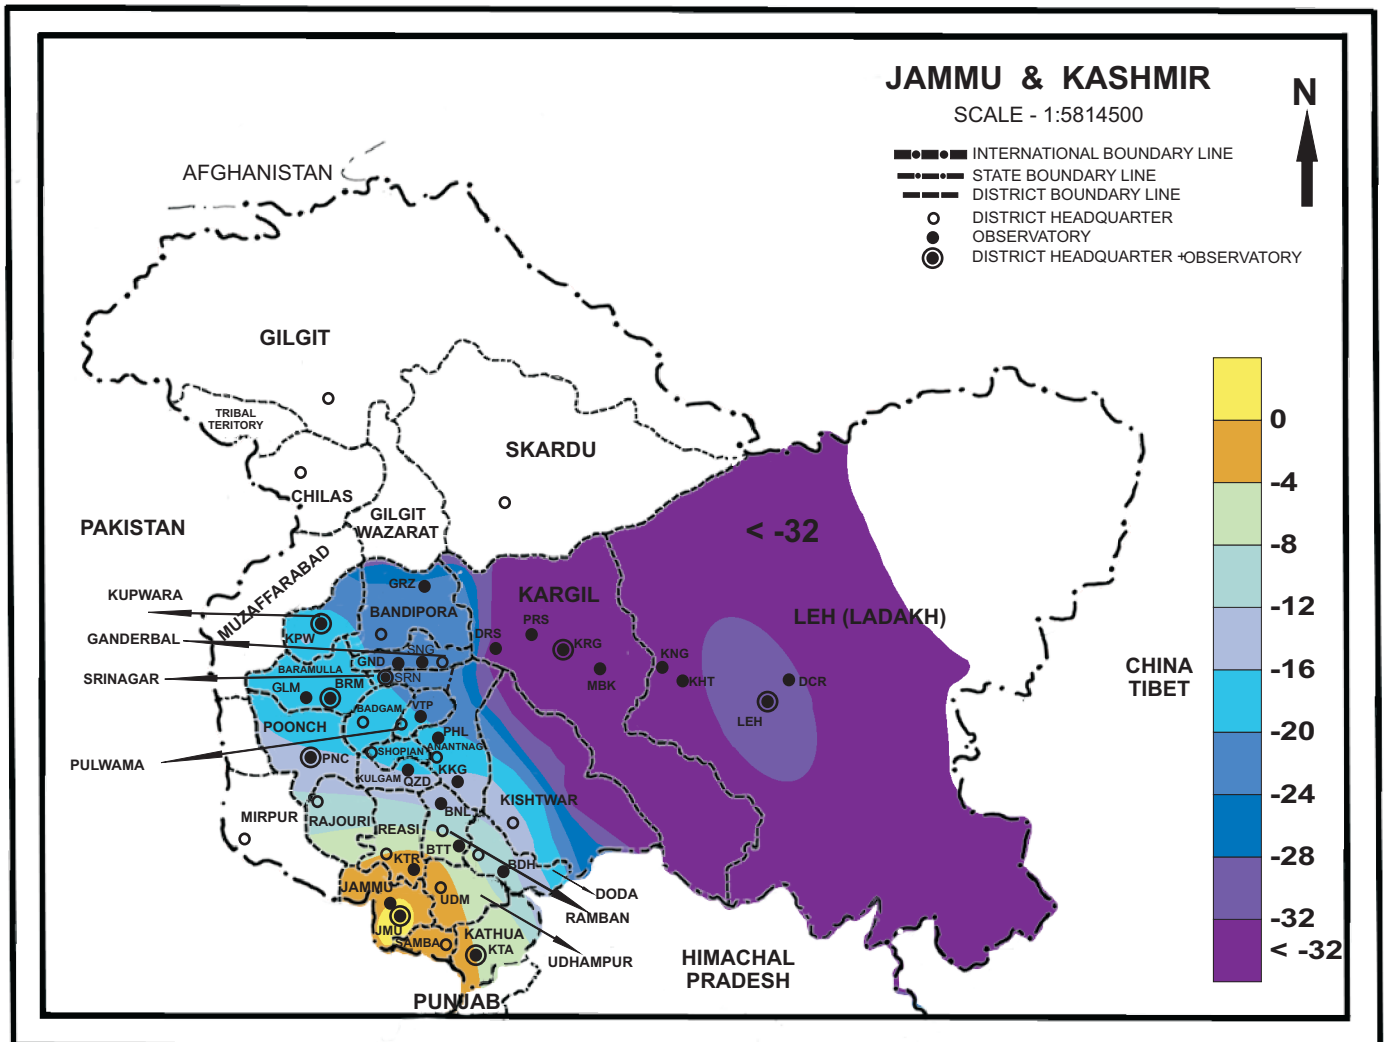 JAMMU & KASHMIR
SCALE - 1:5814500
N
INTERNATIONAL BOUNDARY LINE
STATE BOUNDARY LINE
DISTRICT BOUNDARY LINE
DISTRICT HEADQUARTER
OBSERVATORY
DISTRICT HEADQUARTER +OBSERVATORY
AFGHANISTAN
GILGIT
TRIBAL
TERITORY
SKARDU
CHILAS
GILGIT
WAZARAT
PAKISTAN
MUZAFFARABAD
< -32
KUPWARA
GANDERBAL
SRINAGAR
PULWAMA
GRZ
BANDIPORA
KPW
KARGIL
PRS
DRS
KRG
MBK
KNG
KHT
LEH (LADAKH)
DCR
LEH
CHINA
TIBET
SNG
GND
BARAMULLA
SRN
GLM
BRM
BADGAM
VTP
POONCH
PHL
ANANTNAG
SHOPIAN
PNC
KULGAM
QZD
KKG
KISHTWAR
BNL
MIRPUR
RAJOURI
REASI
BTT
KTR
BDH
JAMMU
UDM
DODA
RAMBAN
JMU
SAMBA
KATHUA
KTA
UDHAMPUR
HIMACHAL
PRADESH
PUNJAB
0
-4
-8
-12
-16
-20
-24
-28
-32
< -32